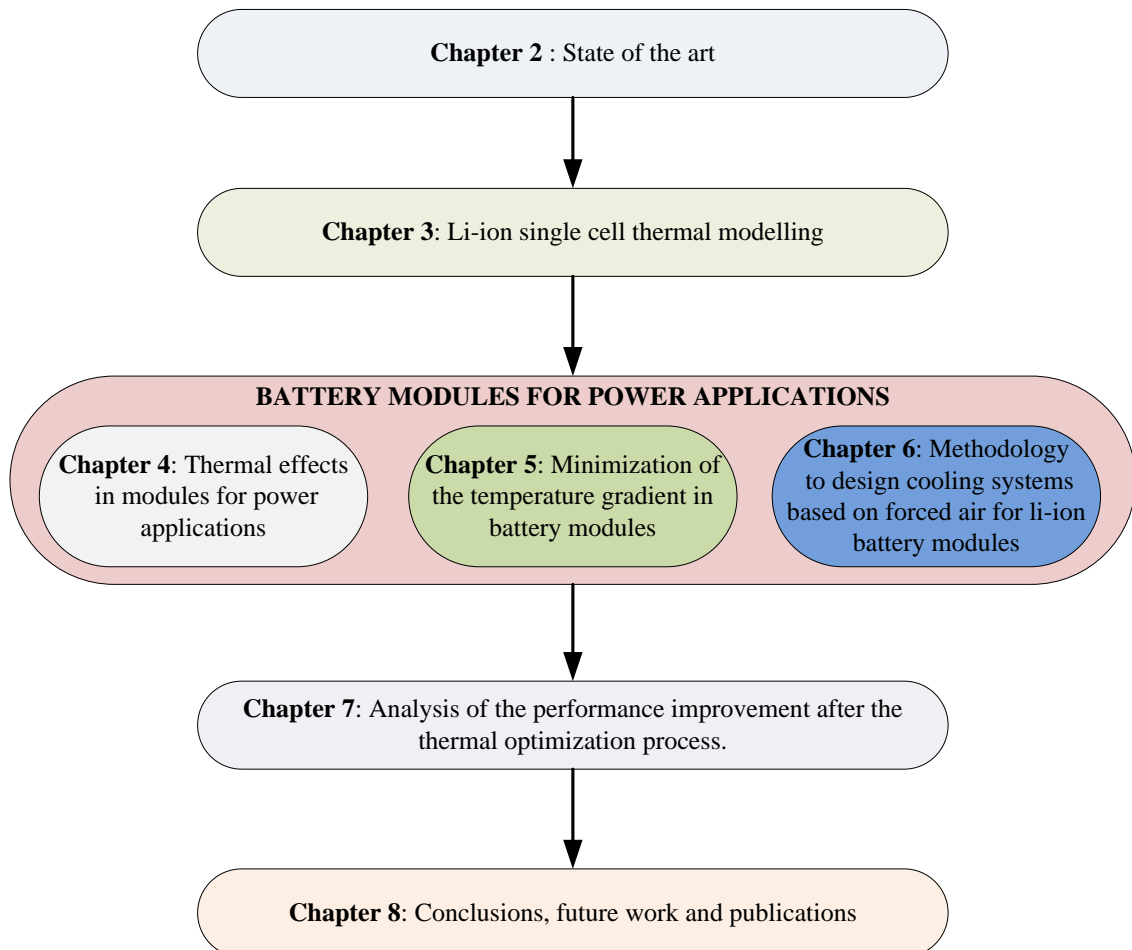 Chapter 2 : State of the art
Chapter 3: Li-ion single cell thermal modelling
BATTERY MODULES FOR POWER APPLICATIONS
Chapter 4: Thermal effects
in modules for power
applications
Chapter 5: Minimization of
the temperature gradient in
battery modules
Chapter 6: Methodology
to design cooling systems
based on forced air for li-ion
battery modules
Chapter 7: Analysis of the performance improvement after the
thermal optimization process.
Chapter 8: Conclusions, future work and publications